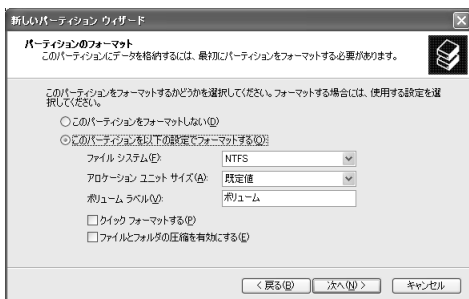 新しいパーティション ウィザード
パーティションのフォーマット
このパーティションにデータを格納するには、最初にパーティションをフォーマットする必要があります。
このパーティションをフォーマットするかどうかを選択してください。フォーマットする場合には、使用する設定を選
択してください。
このパーティションをフォーマットしない(D)
このパーティションを以下の設定でフォーマットする(O):
ファイル システム(F): NTFS
アロケーション ユニット サイズ(A): 既定値
ボリューム ラベル(V): ボリューム
クイック フォーマットする(P)
ファイルとフォルダの圧縮を有効にする(E)
< 戻る(B) 次へ(N) > キャンセル